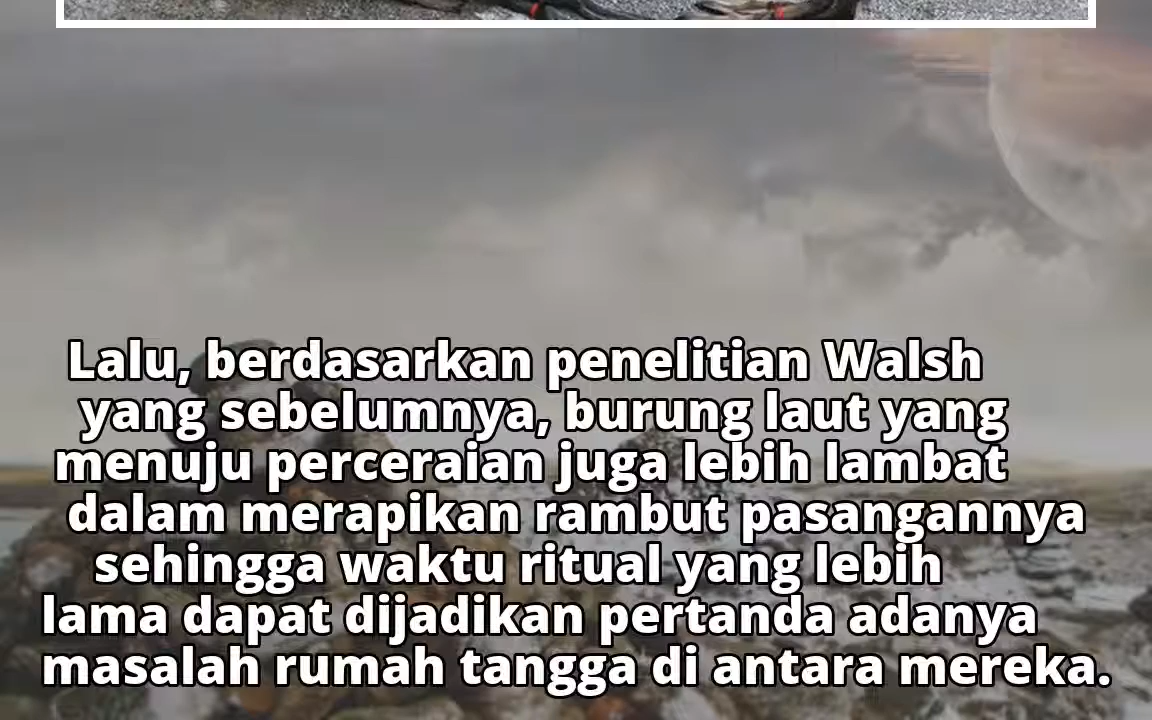 Lalu, berdasarkan penelitian Walsh
yang sebelumnya, burung laut yang
menuju perceraian juga lebih lambat
dalam merapikan rambut pasangannya
sehingga waktu ritual yang lebih
lama dapat dijadikan pertanda adanya
masalah rumah tangga di antara mereka.